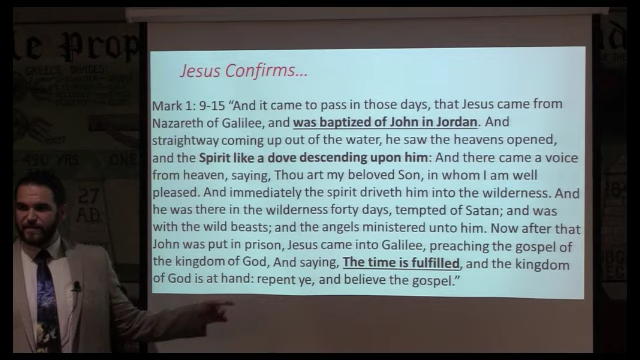 Jesus Confirms...
Mark 1: 9-15 “And it came to pass in those days, that Jesus came from
Nazareth of Galilee, and was baptized of John in Jordan. And
straightway coming up out of the water, he saw the heavens opened,
and the Spirit like a dove descending upon him: And there came a voice
from heaven, saying, Thou art my beloved Son, in whom I am well
pleased. And immediately the spirit driveth him into the wilderness. And
he was there in the wilderness forty days, tempted of Satan; and was
with the wild beasts; and the angels ministered unto him. Now after that
John was put in prison, Jesus came into Galilee, preaching the gospel of
the kingdom of God, And saying, The time is fulfilled, and the kingdom
of God is at hand: repent ye, and believe the gospel.”
le Prop
GREECE DIVIDES
490 YRS
ONE
27
A.D.